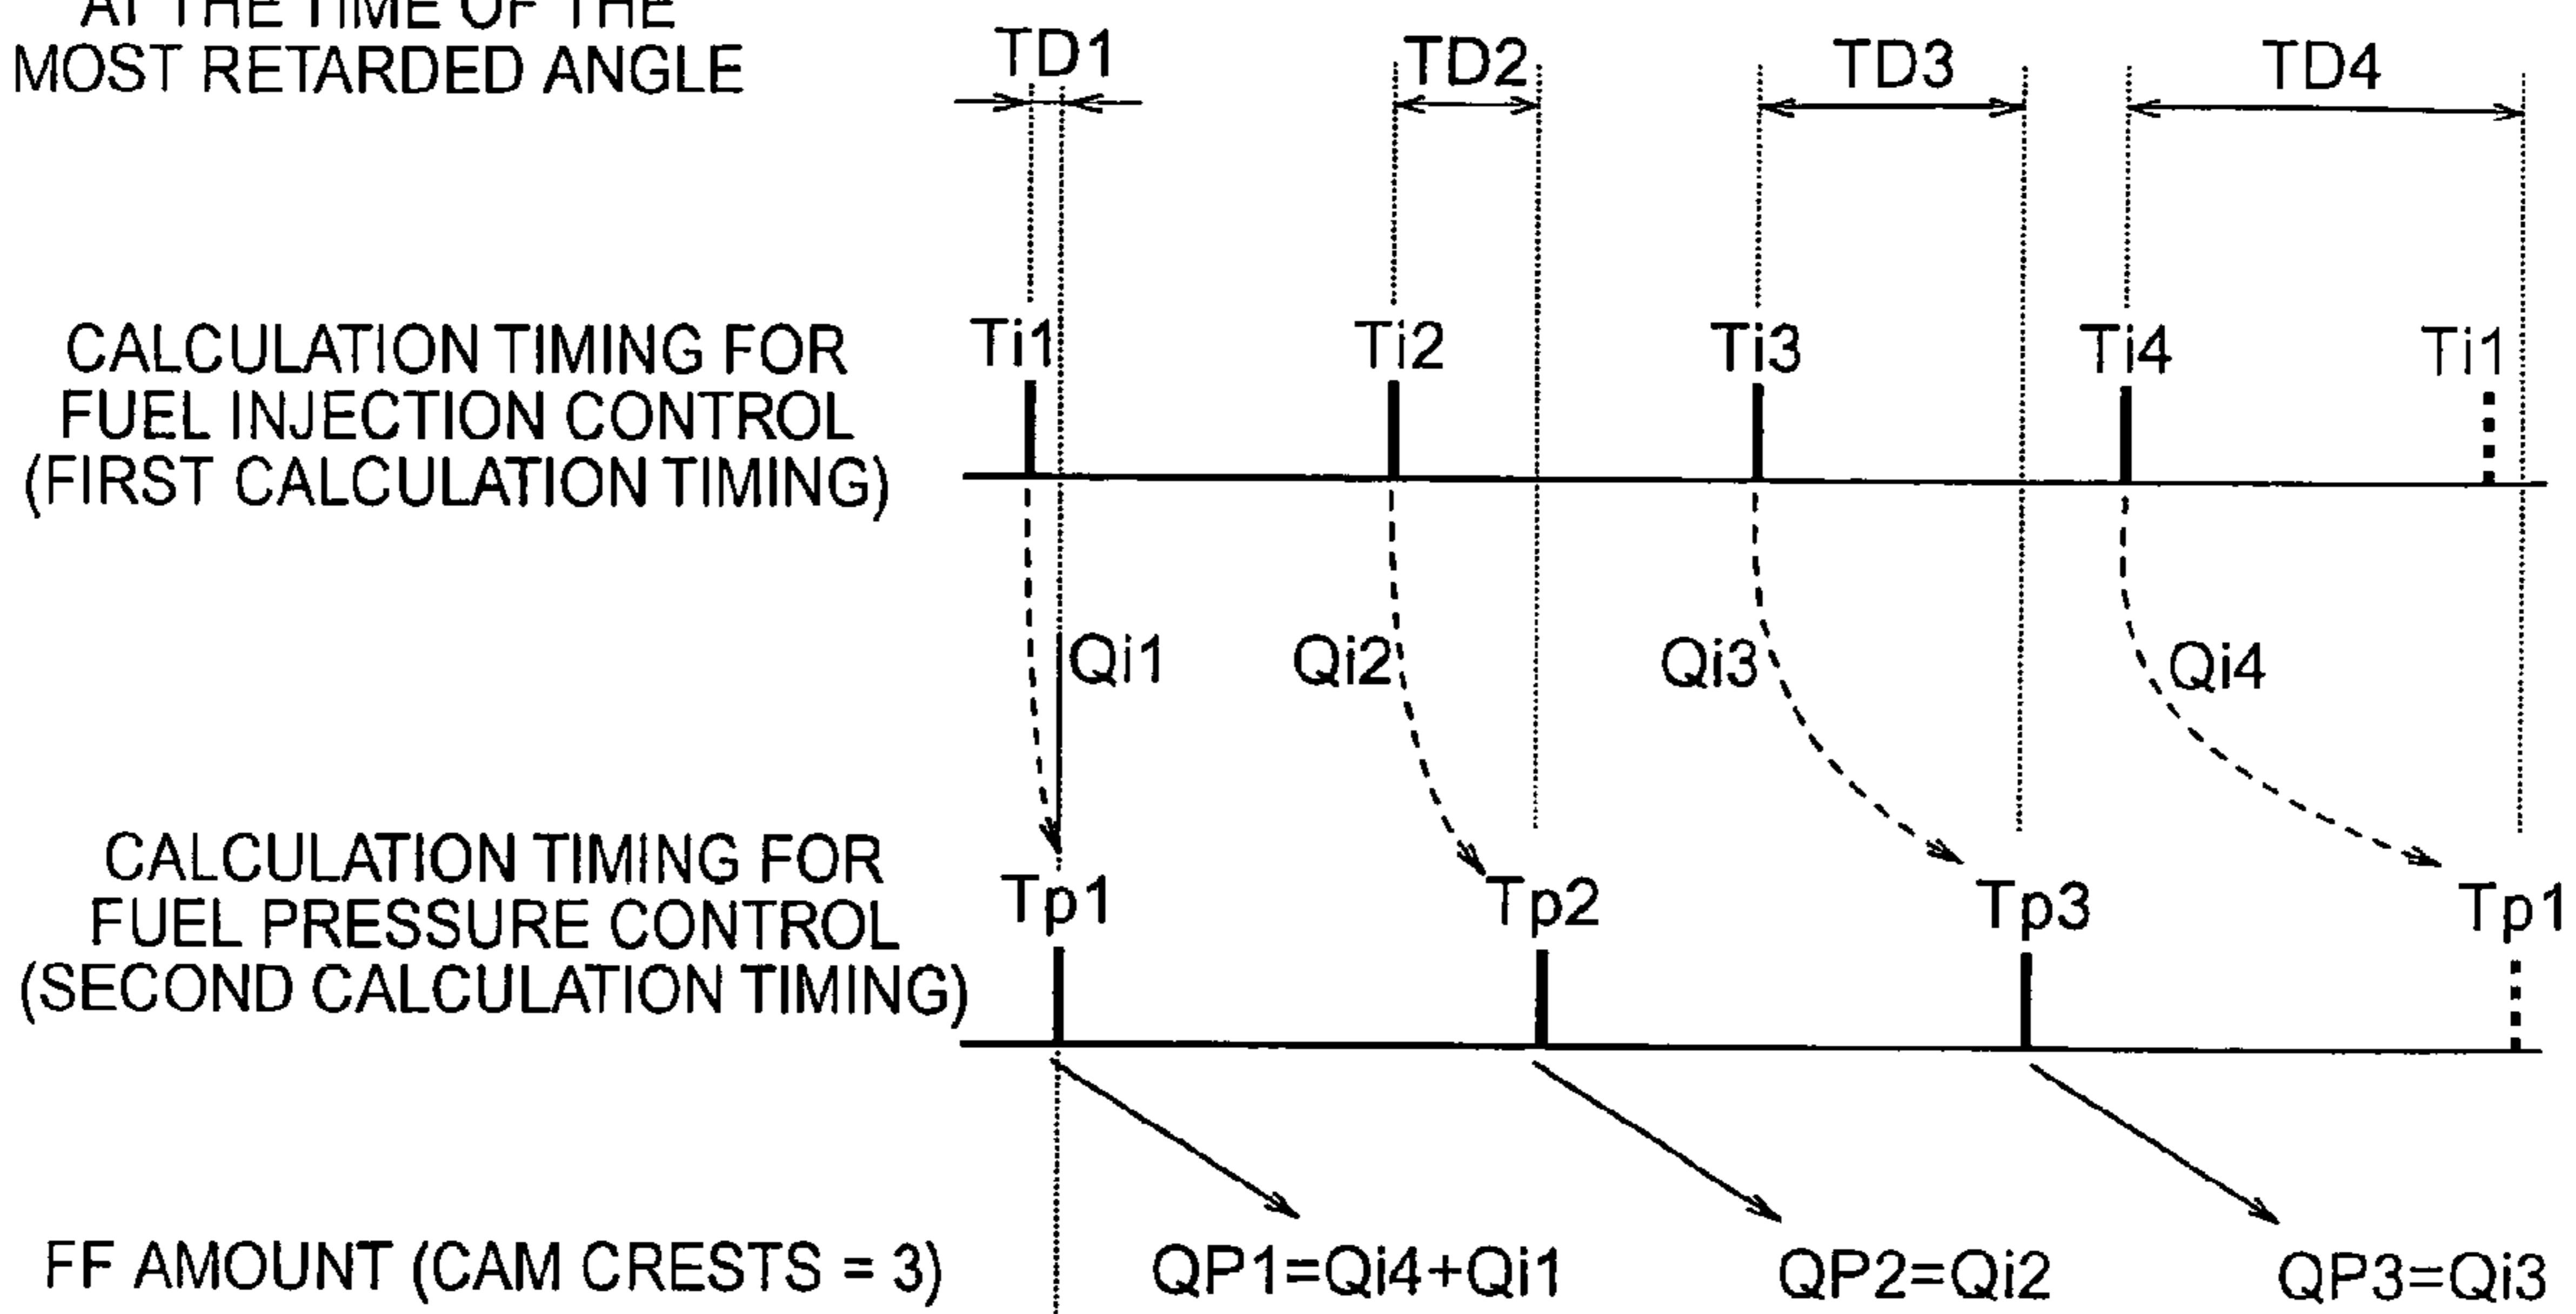 AT THE TIME OF THE
MOST RETARDED ANGLE
TD1
TD2
TD3
TD4
CALCULATION TIMING FOR
FUEL INJECTION CONTROL
(FIRST CALCULATION TIMING)
Ti1
Ti2
Ti3
Ti4
Ti1
Qi1
Qi2
Qi3
Qi4
CALCULATION TIMING FOR
FUEL PRESSURE CONTROL
(SECOND CALCULATION TIMING)
Tp1
Tp2
Tp3
Tp1
FF AMOUNT (CAM CRESTS = 3)
QP1=Qi4+Qi1
QP2=Qi2
QP3=Qi3